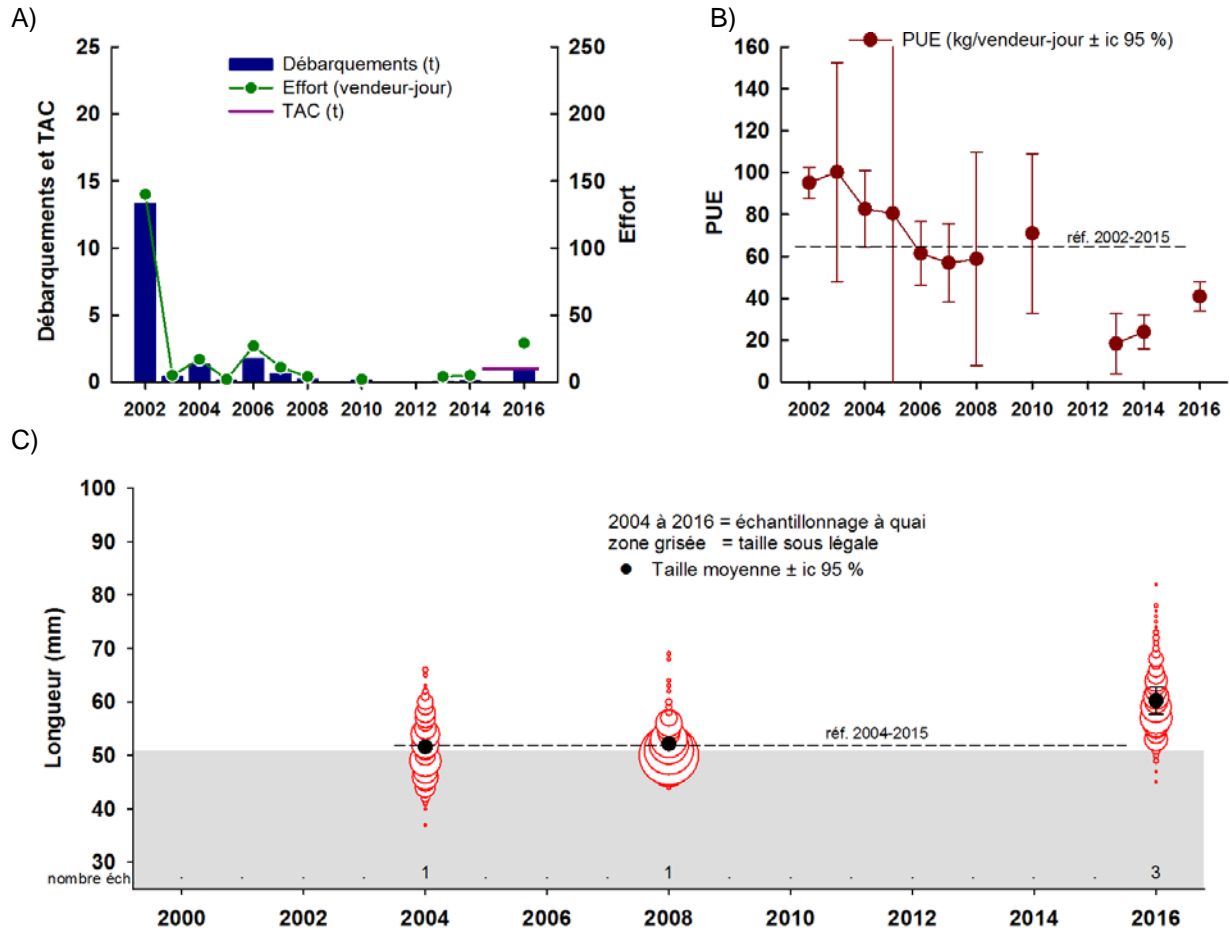 A)
B)
25
20
15
10
5
0
250
200
150
100
50
0
Débarquements (t)
Effort (vendeur-jour)
TAC (t)
Débarquements et TAC
Effort
2002 2004 2006 2008 2010 2012 2014 2016
PUE (kg/vendeur-jour ± ic 95 %)
160
140
120
100
80
60
40
20
0
PUE
réf. 2002-2015
2002 2004 2006 2008 2010 2012 2014 2016
C)
100
90
80
70
60
50
40
30
Longueur (mm)
2004 à 2016 = échantillonnage à quai
zone grisée = taille sous légale
Taille moyenne ± ic 95 %
réf. 2004-2015
nombre éch . . . . 1 . . . 1 . . . . . . . 3
2000 2002 2004 2006 2008 2010 2012 2014 2016